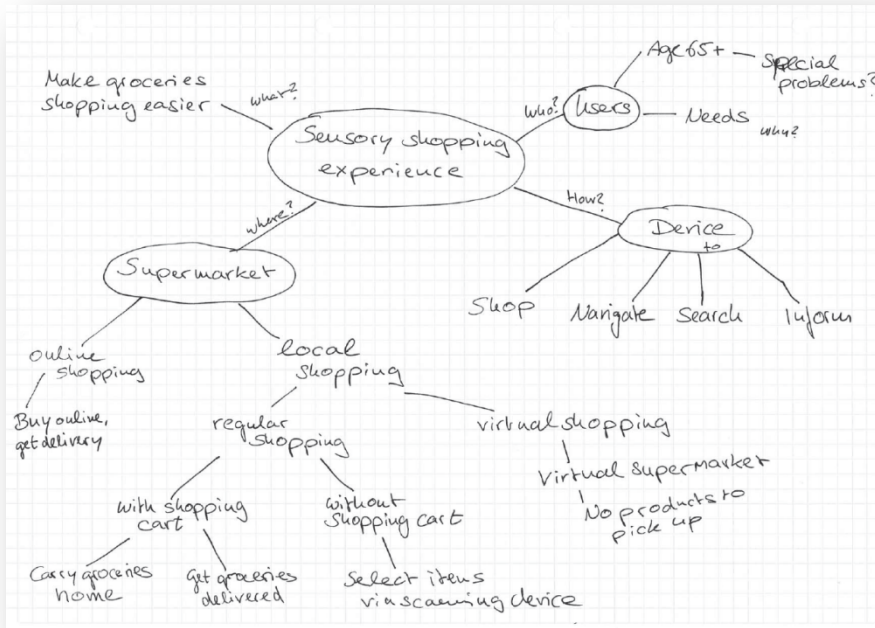 Make groceries
shopping easier
what?
Sensory shopping
experience
Who?
Users
Age 65+
Special
problems?
Needs
why?
How?
Device
to
Shop
Navigate
Search
Inform
where?
Supermarket
online
shopping
Buy online,
get delivery
local
shopping
regular
shopping
with shopping
cart
Carry groceries
home
Get groceries
delivered
without
shopping cart
Select items
via scanning device
virtual shopping
Virtual supermarket
No products to
pick up